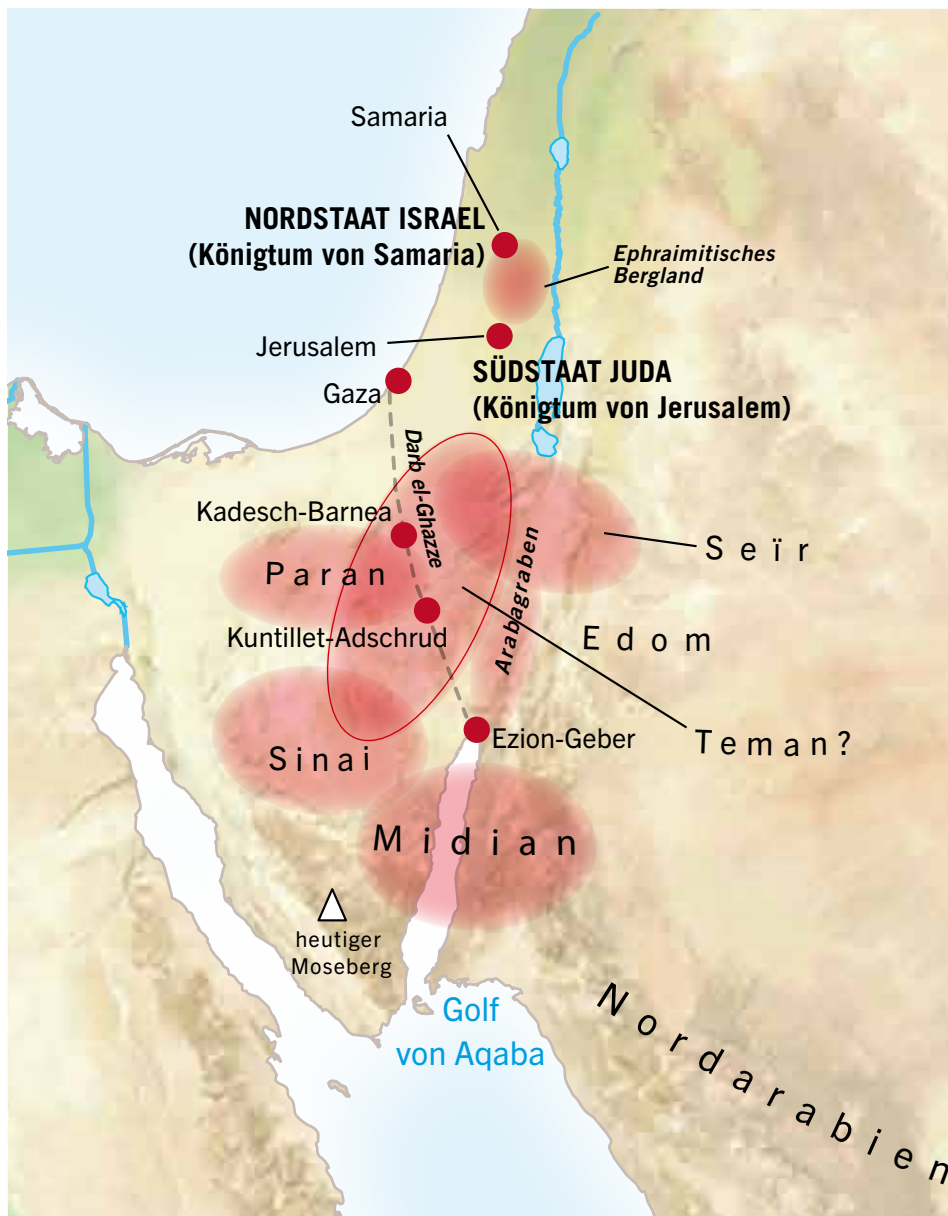 Samaria
NORDSTAAT ISRAEL
(Königtum von Samaria)
Ephraimitisches
Bergland
Jerusalem
SÜDSTAAT JUDA
(Königtum von Jerusalem)
Gaza
Darb el-Ghazze
Kadesch-Barnea
Seïr
Paran
Arabagraben
Kuntillet-Adschrud
Edom
Sinai
Ezion-Geber
Teman?
Midian
heutiger
Moseberg
Golf
von Aqaba
Nordarabien